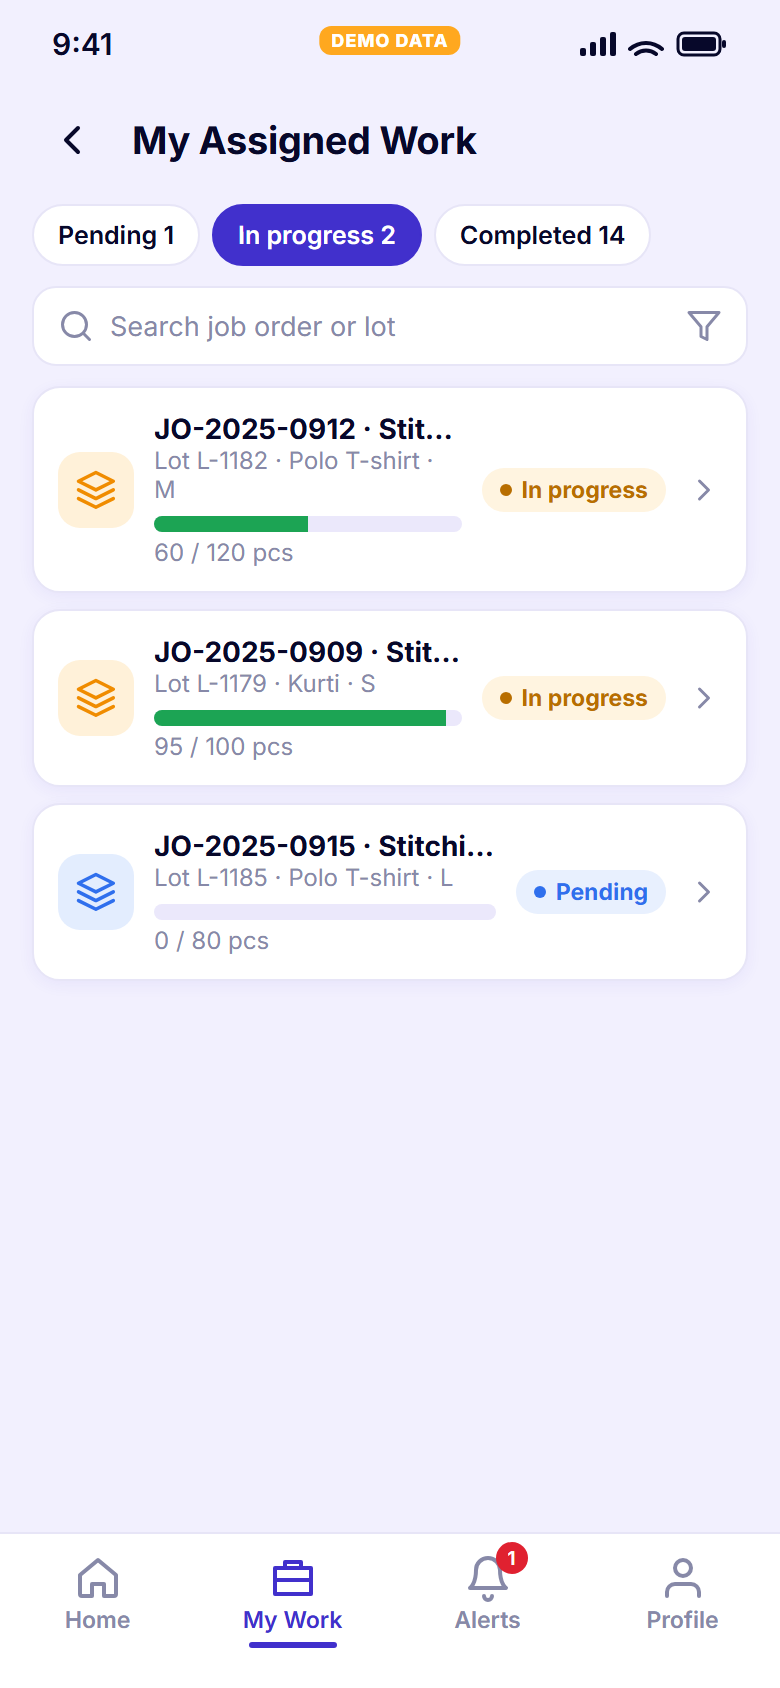 9:41
DEMO DATA
My Assigned Work
Pending 1
In progress 2
Completed 14
Search job order or lot
JO-2025-0912 · Stit...
Lot L-1182 · Polo T-shirt ·
M
In progress
60 / 120 pcs
JO-2025-0909 · Stit...
Lot L-1179 · Kurti · S
In progress
95 / 100 pcs
JO-2025-0915 · Stitchi...
Lot L-1185 · Polo T-shirt · L
Pending
0 / 80 pcs
Home
My Work
1
Alerts
Profile